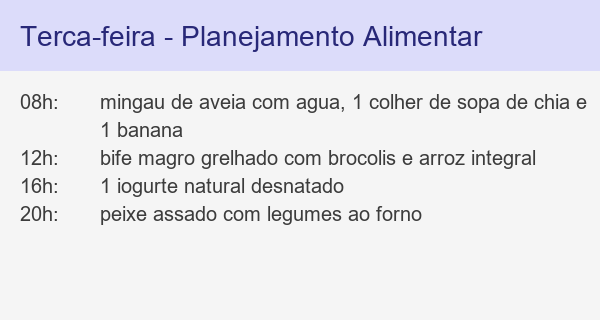 Terca-feira - Planejamento Alimentar
08h: mingau de aveia com agua, 1 colher de sopa de chia e
1 banana
12h: bife magro grelhado com brocolis e arroz integral
16h: 1 iogurte natural desnatado
20h: peixe assado com legumes ao forno